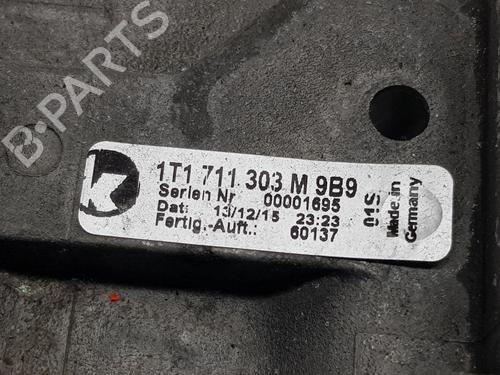 B-PARTS
K
1T1 711 303 M 9B9
Serien Nr 00001695
Dat: 13/12/15 23:23
Fertig.-Auft.: 60137
01S
Made in
Germany